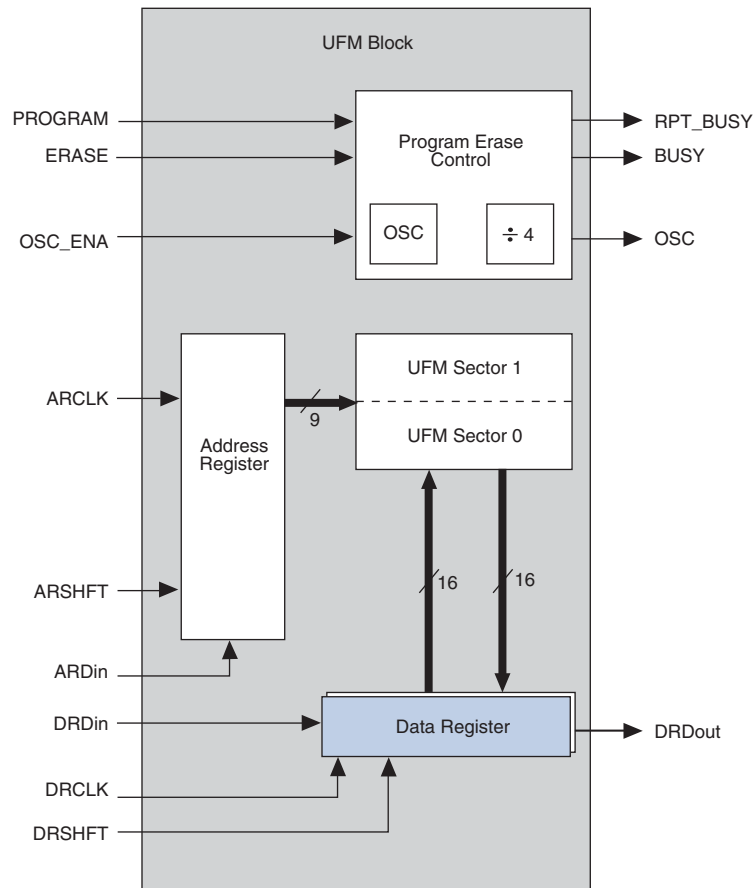 UFM Block
PROGRAM
ERASE
OSC_ENA
Program Erase
Control
OSC
÷ 4
RPT_BUSY
BUSY
OSC
ARCLK
ARSHFT
ARDin
Address
Register
9
UFM Sector 1
UFM Sector 0
16
16
DRDin
DRCLK
DRSHFT
Data Register
DRDout